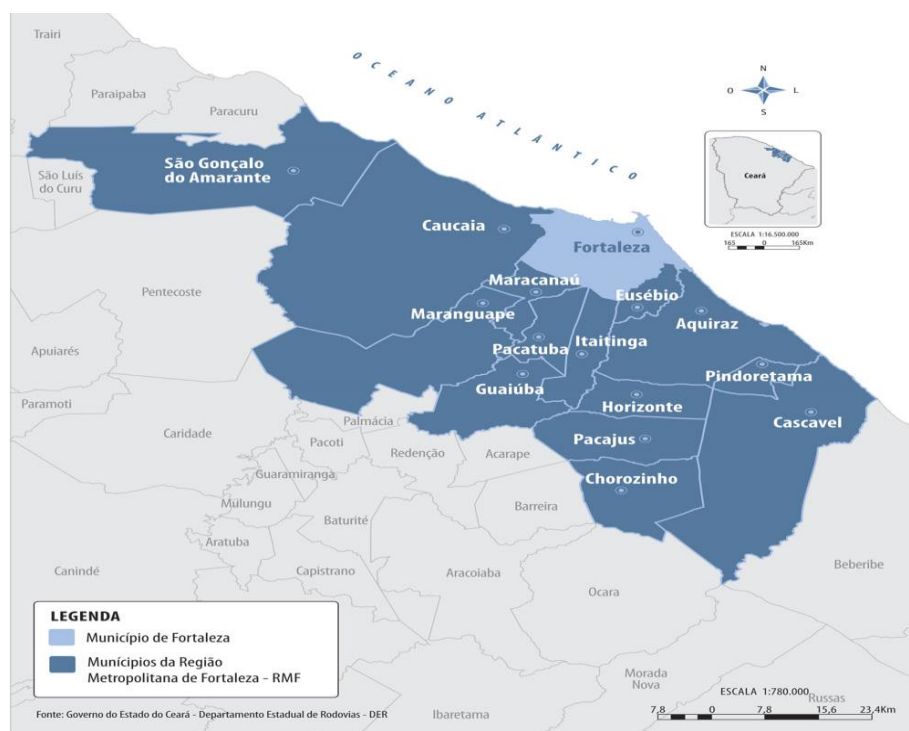 Trairi
OCEANO ATLÂNTICO
N
O
L
S
Paraipaba
Paracuru
São Gonçalo
do Amarante
São Luís
do Curu
Ceará
ESCALA 1:16.500.000
165 0 165Km
Caucaia
Fortaleza
Maracanaú
Eusébio
Pentecoste
Maranguape
Aquiraz
Pacatuba
Itaitinga
Apuiarés
Guaiúba
Pindoretama
Paramoti
Horizonte
Cascavel
Palmácia
Caridade
Pacoti
Redenção
Acarape
Pacajus
Guaramiranga
Chorozinho
Mulungu
Barreira
Baturité
Aratuba
Canindé
Capistrano
Aracoiaba
Ocara
Beberibe
LEGENDA
Município de Fortaleza
Munícipios da Região
Metropolitana de Fortaleza - RMF
Morada
Nova
ESCALA 1:780.000
Russas
7,8 0 7,8 15,6 23,4Km
Ibaretama
Fonte: Governo do Estado do Ceará - Departamento Estadual de Rodovias - DER